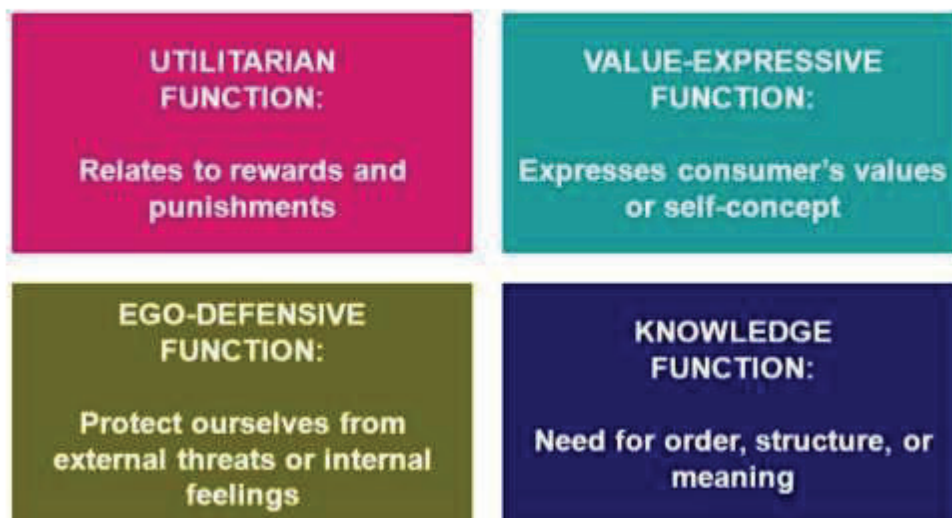 UTILITARIAN
FUNCTION:
Relates to rewards and
punishments
VALUE-EXPRESSIVE
FUNCTION:
Expresses consumer's values
or self-concept
EGO-DEFENSIVE
FUNCTION:
Protect ourselves from
external threats or internal
feelings
KNOWLEDGE
FUNCTION:
Need for order, structure, or
meaning